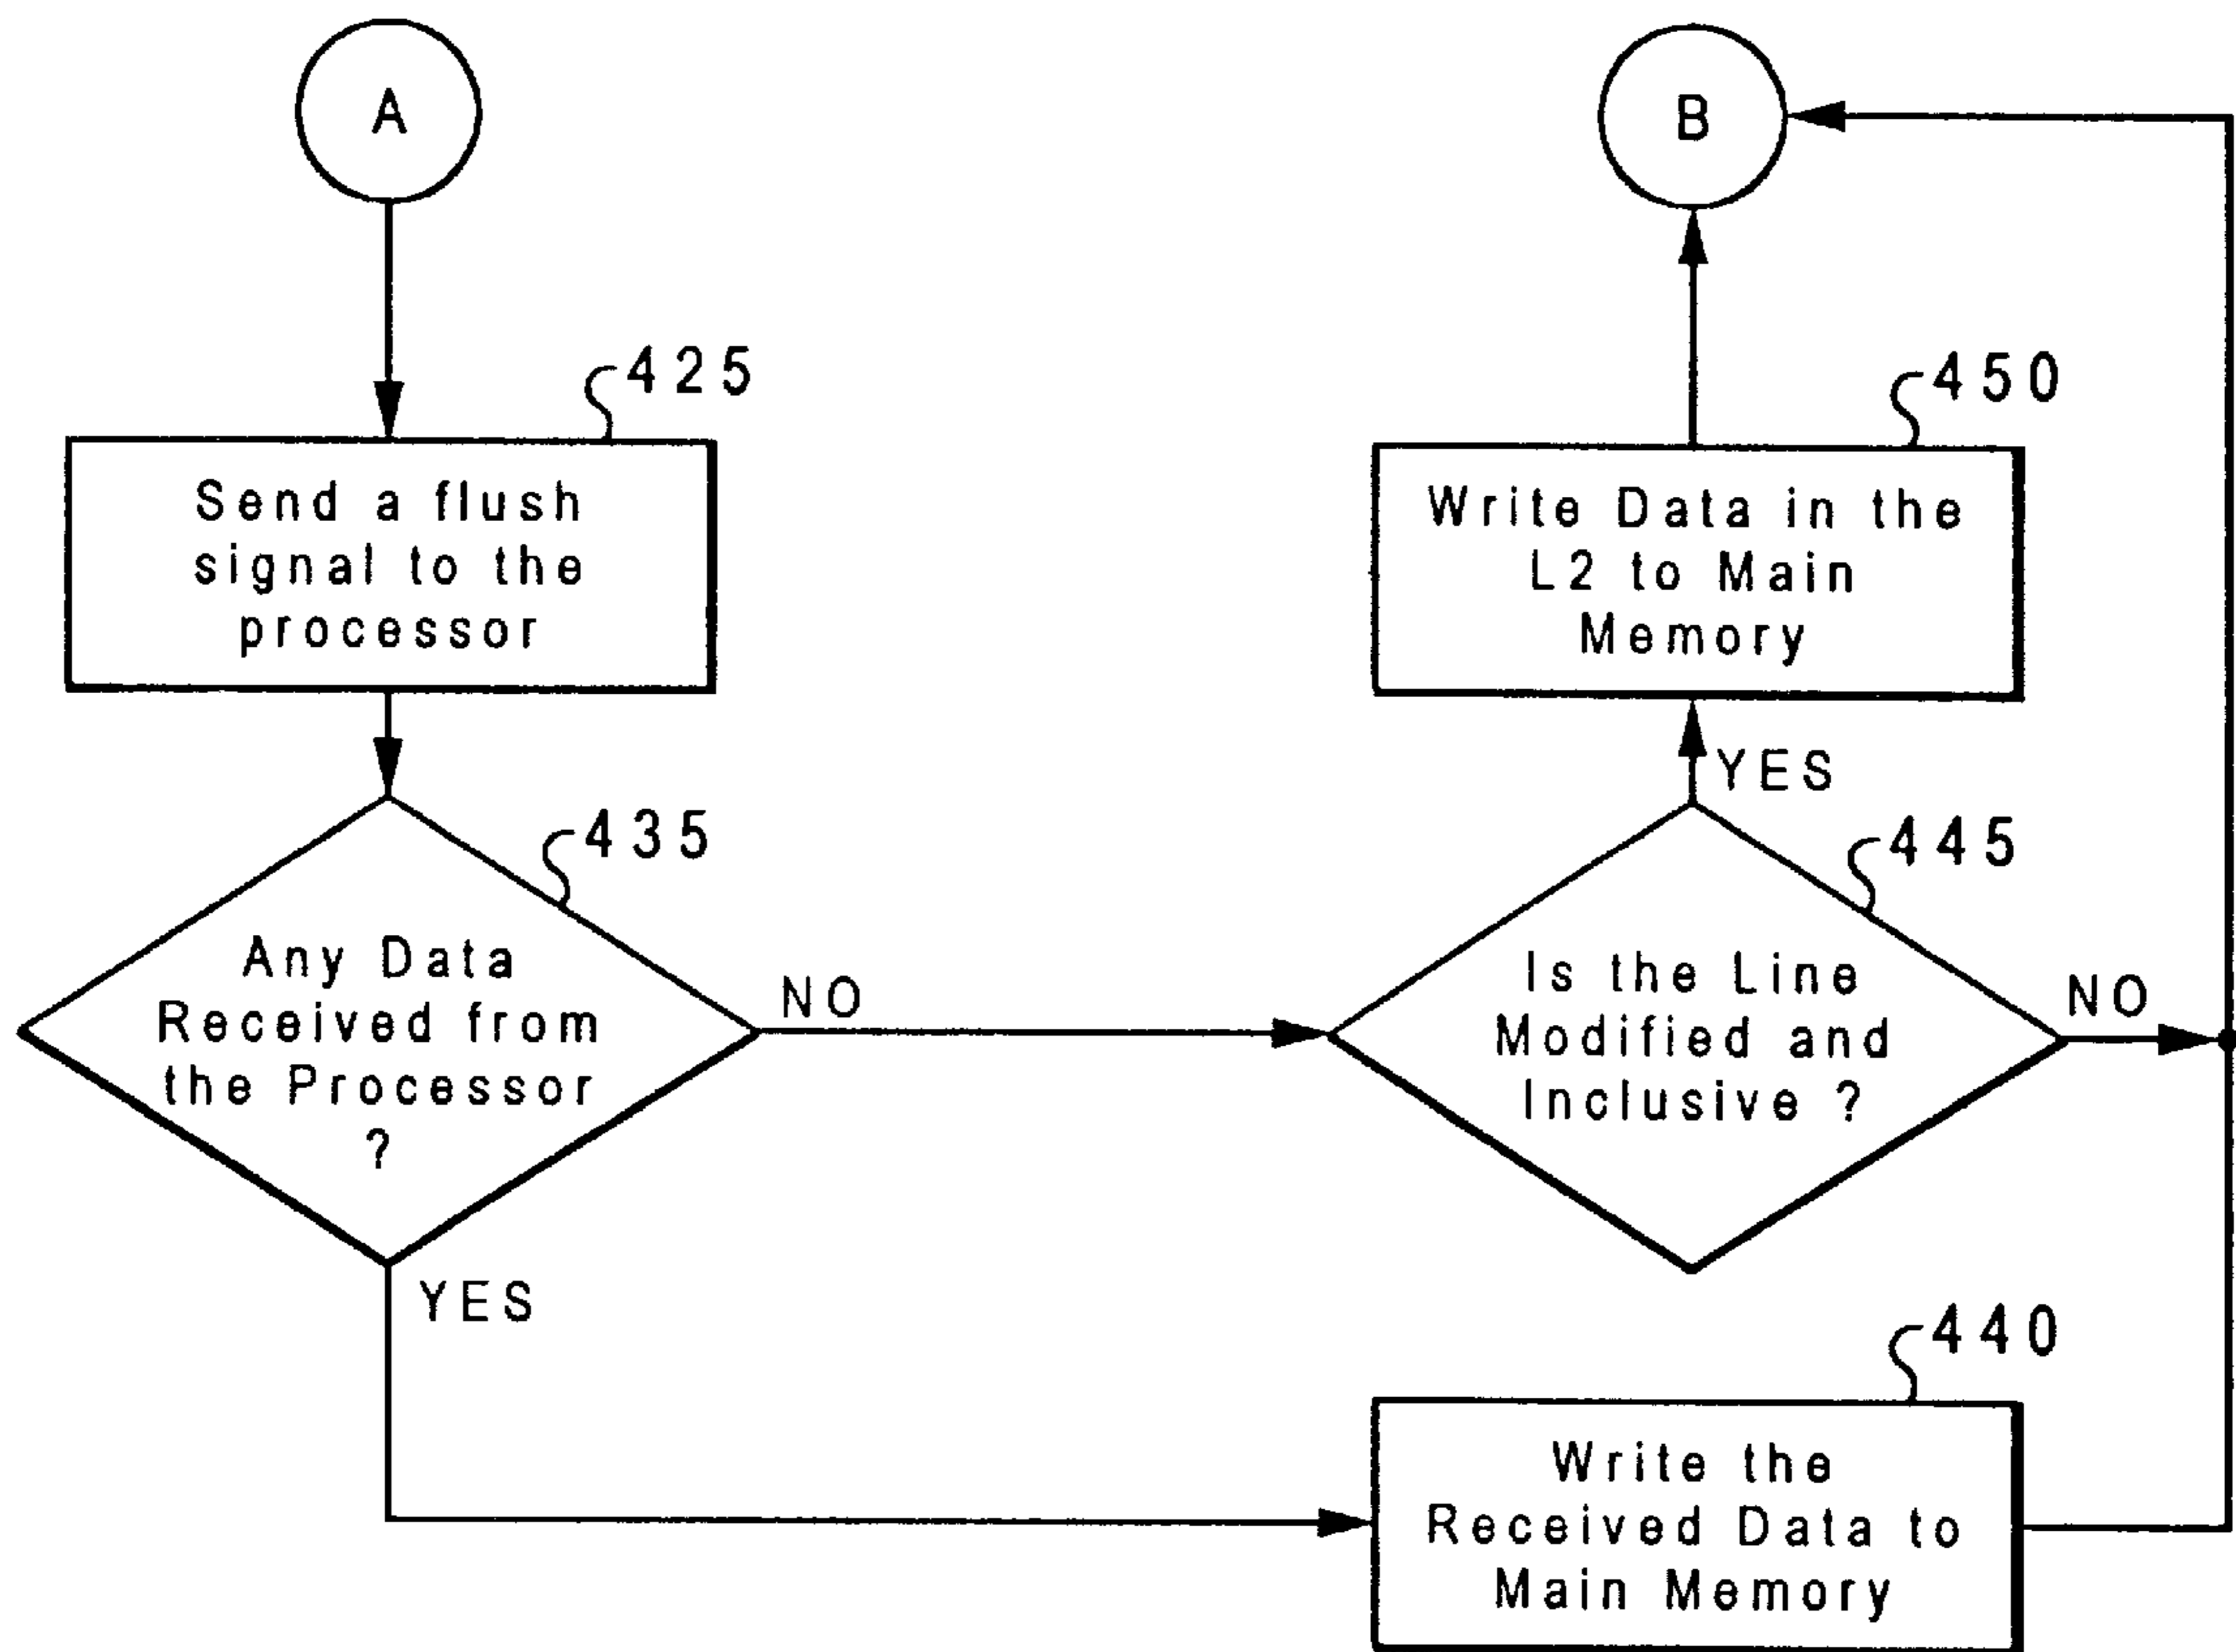 A
B
425
Send a flush
signal to the
processor
450
Write Data in the
L2 to Main
Memory
YES
435
Any Data
Received from
the Processor
?
NO
445
Is the Line
Modified and
Inclusive ?
NO
YES
440
Write the
Received Data to
Main Memory